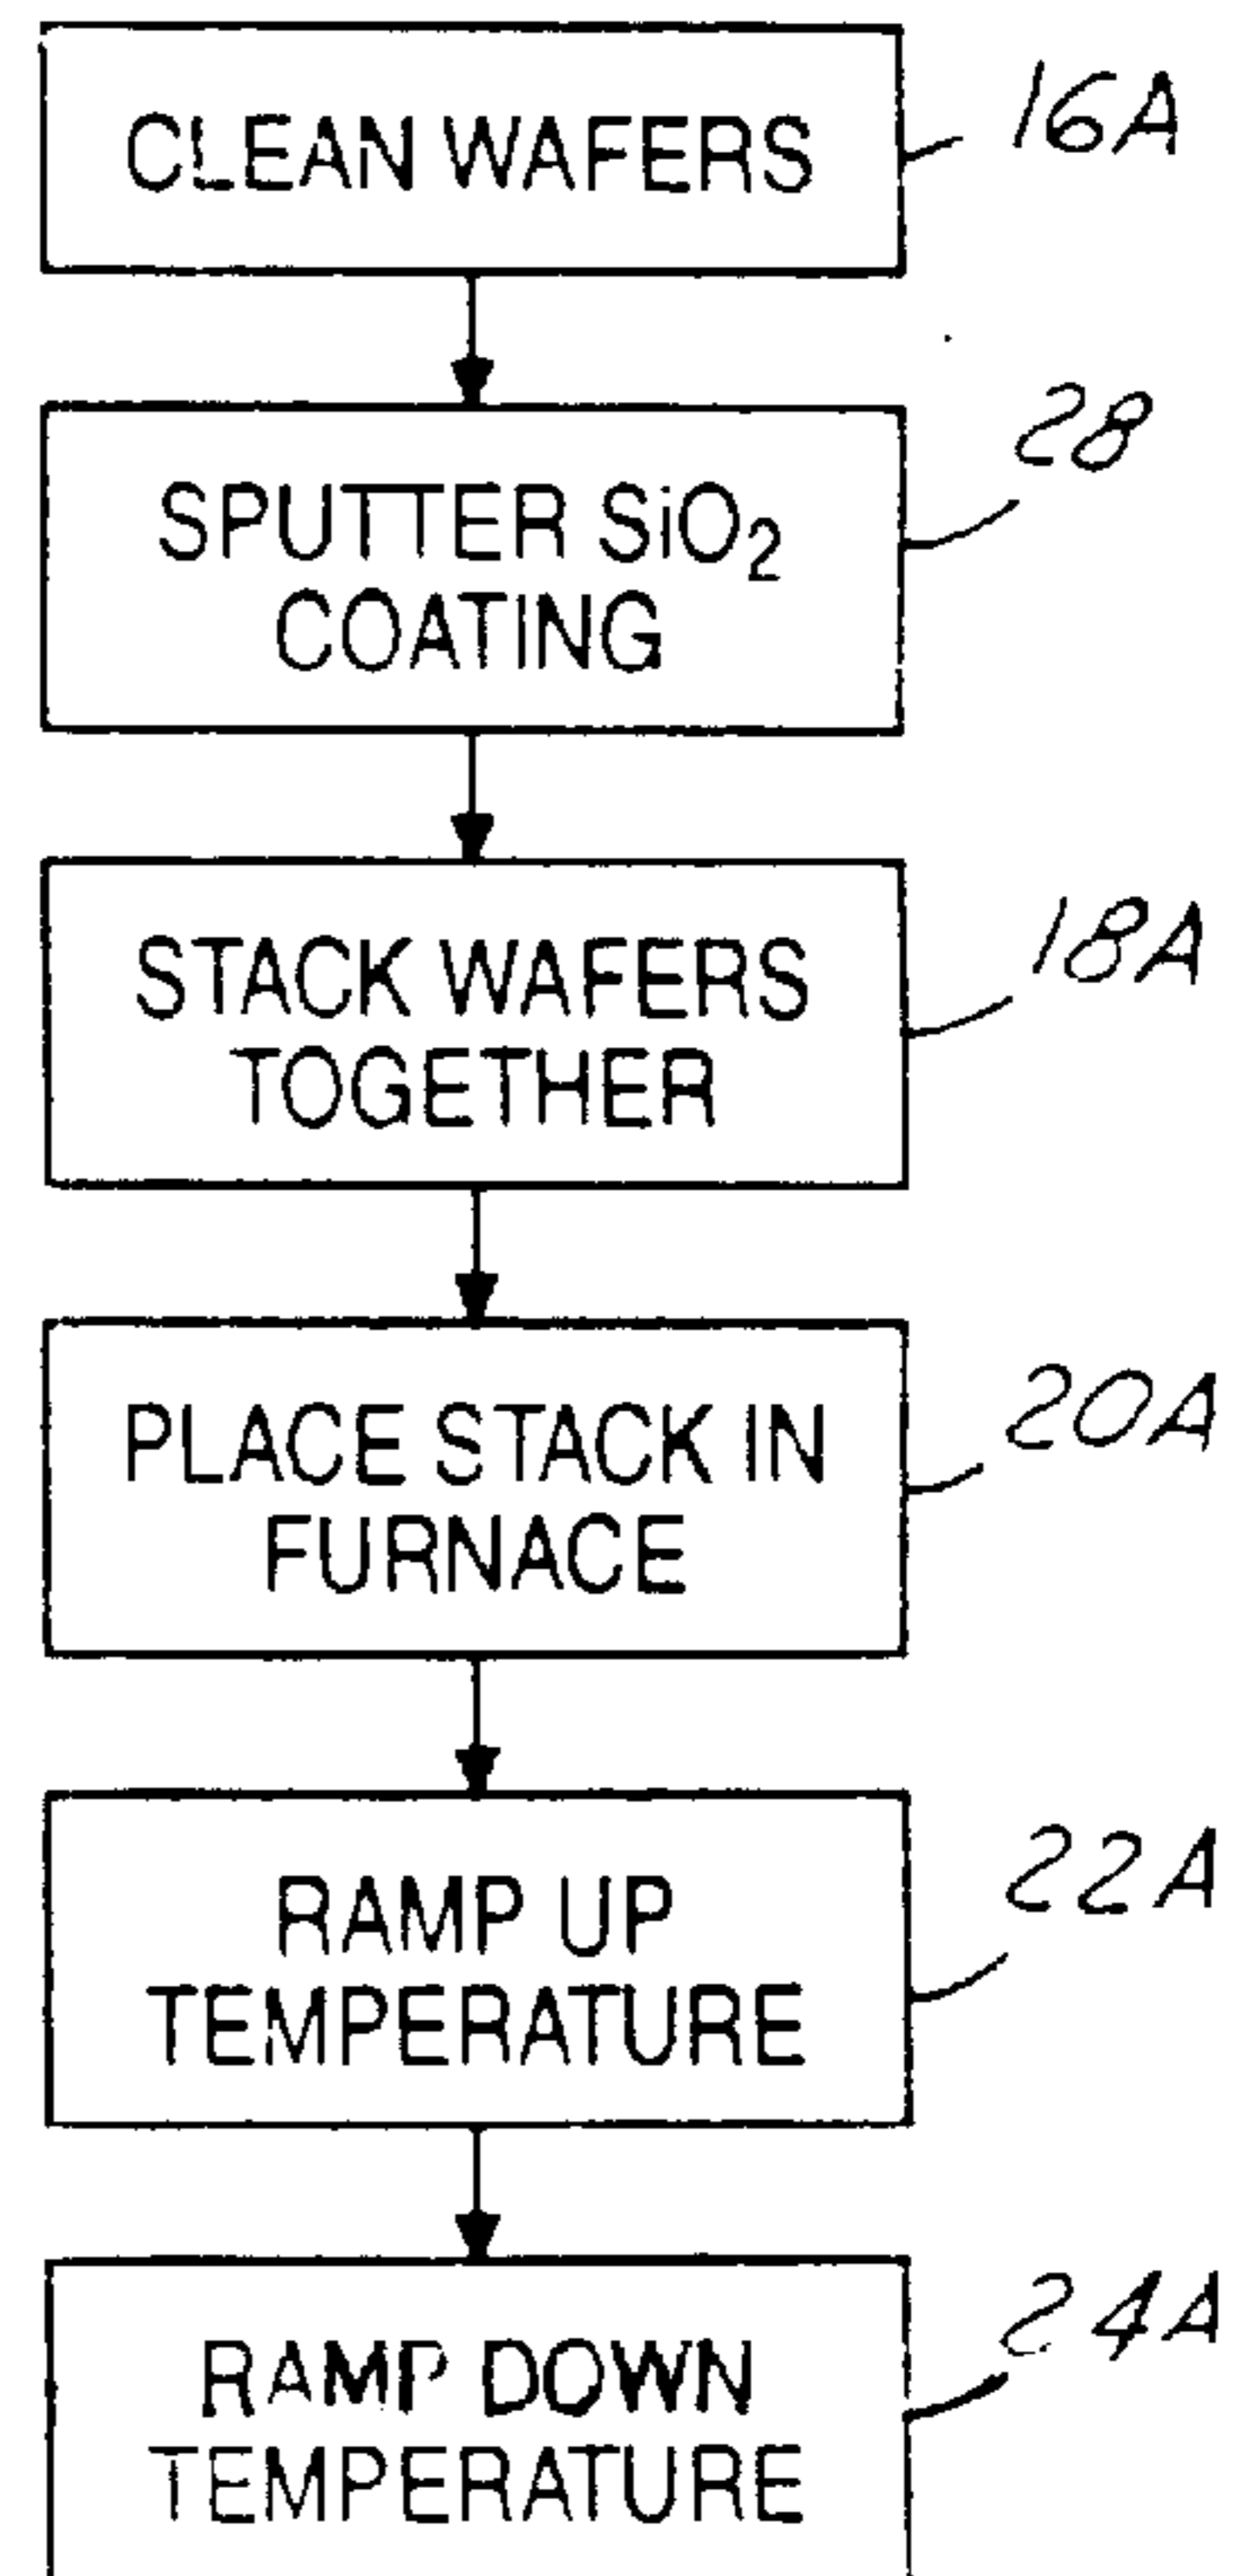 CLEAN WAFERS
16A
SPUTTER SiO₂
COATING
28
STACK WAFERS
TOGETHER
18A
PLACE STACK IN
FURNACE
20A
RAMP UP
TEMPERATURE
22A
RAMP DOWN
TEMPERATURE
24A